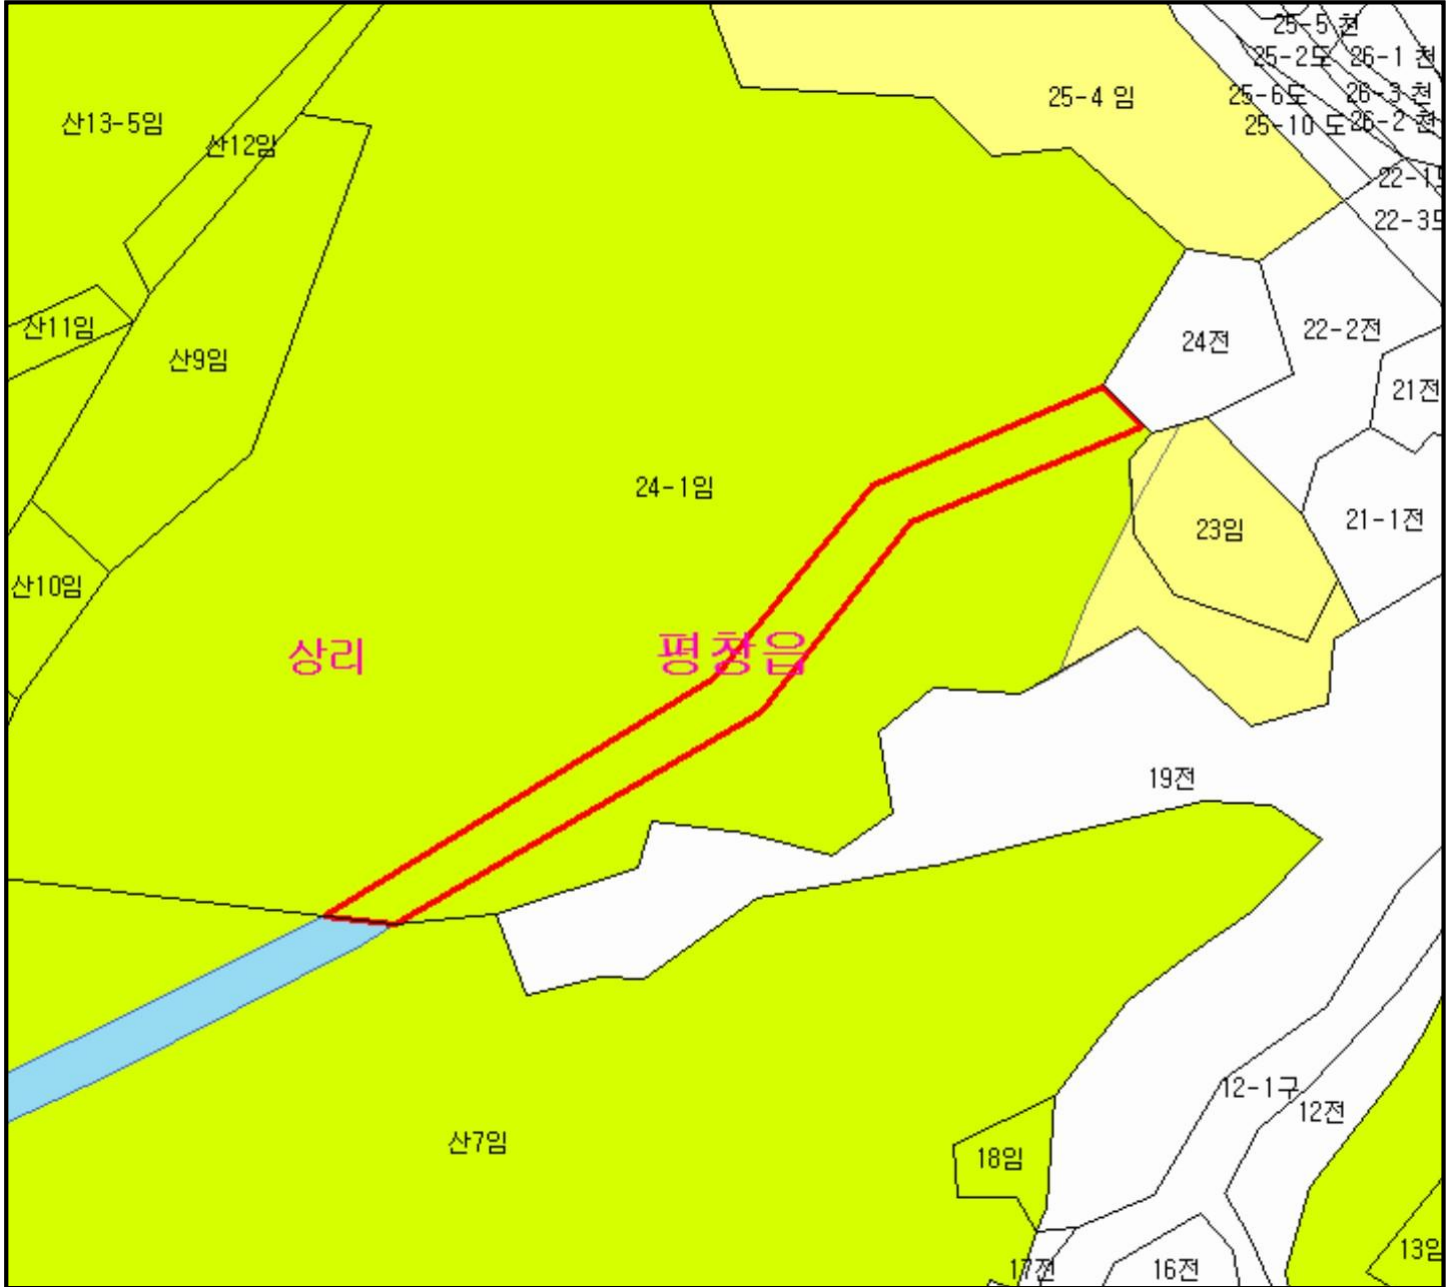 25-5 천
25-2도 26-1 천
25-4 임 25-6도 26-3 천
산13-5임 25-10 도 26-2 천
산12임
22-1도
22-3도
산11임 24전 22-2전
산9임
21전
24-1임
23임 21-1전
산10임
상리 평창읍
19전
12-1구
12전
산7임
18임
13임
17전 16전